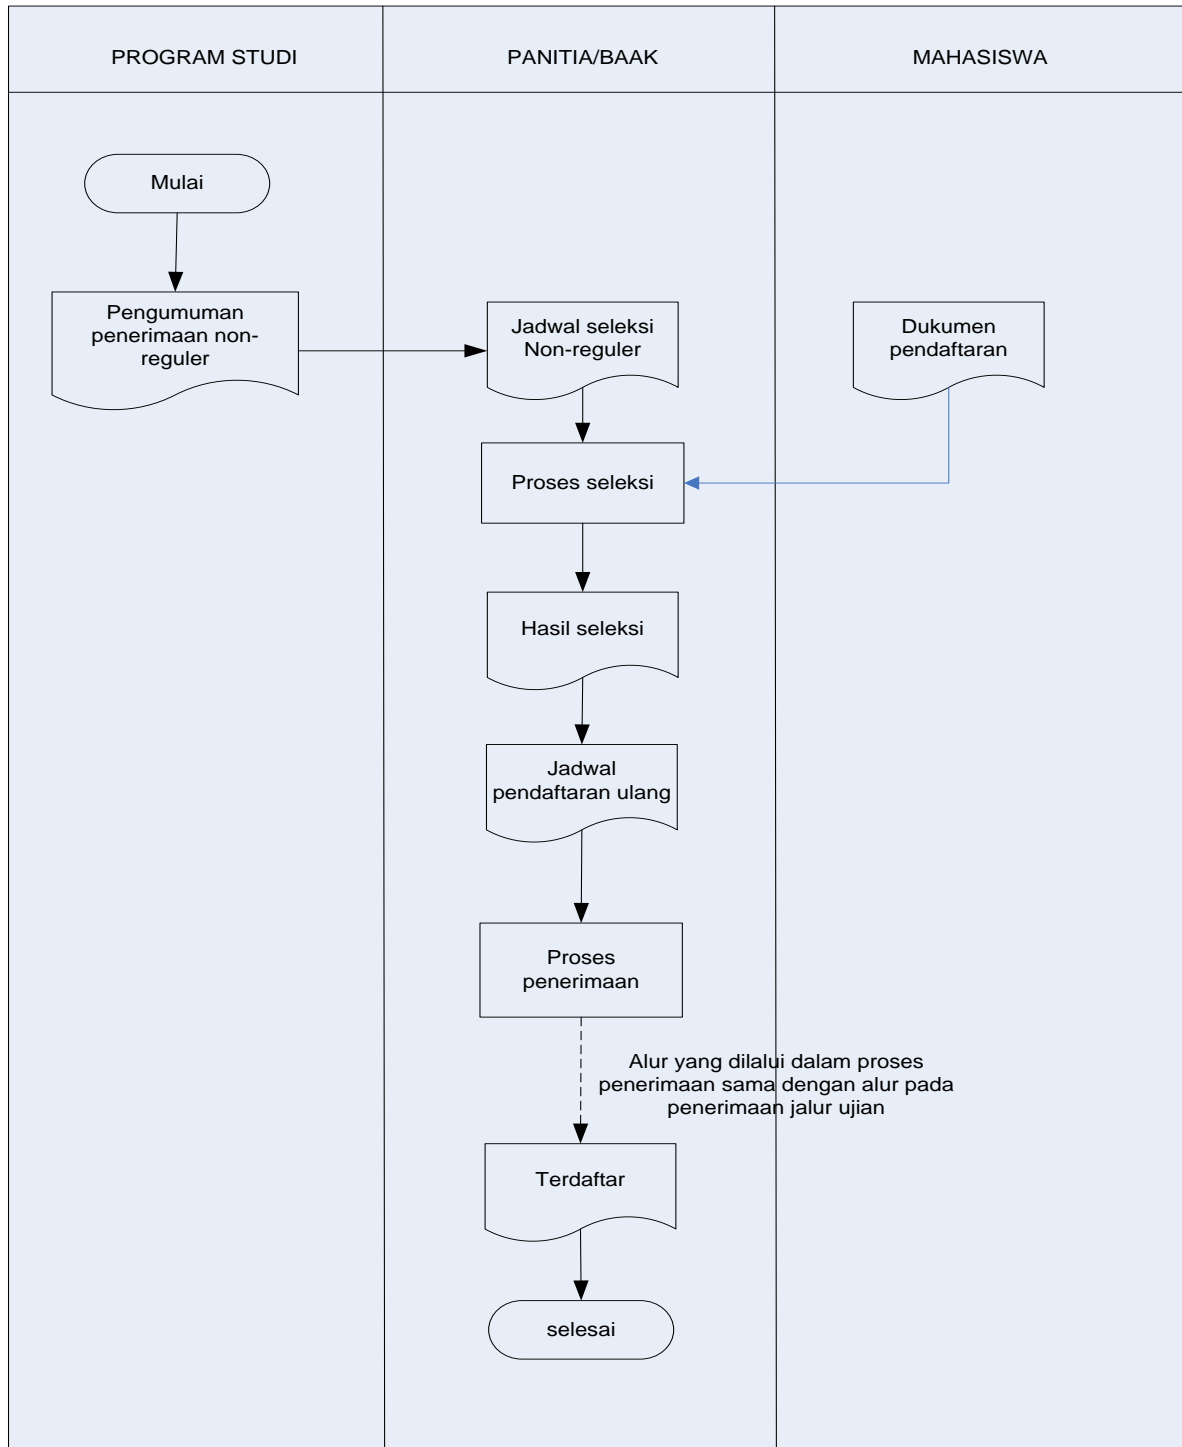 PROGRAM STUDI
PANITIA/BAAK
MAHASISWA
Mulai
Pengumuman
penerimaan non-
reguler
Jadwal seleksi
Non-reguler
Dukumen
pendaftaran
Proses seleksi
Hasil seleksi
Jadwal
pendaftaran ulang
Proses
penerimaan
Alur yang dilalui dalam proses
penerimaan sama dengan alur pada
penerimaan jalur ujian
Terdaftar
selesai